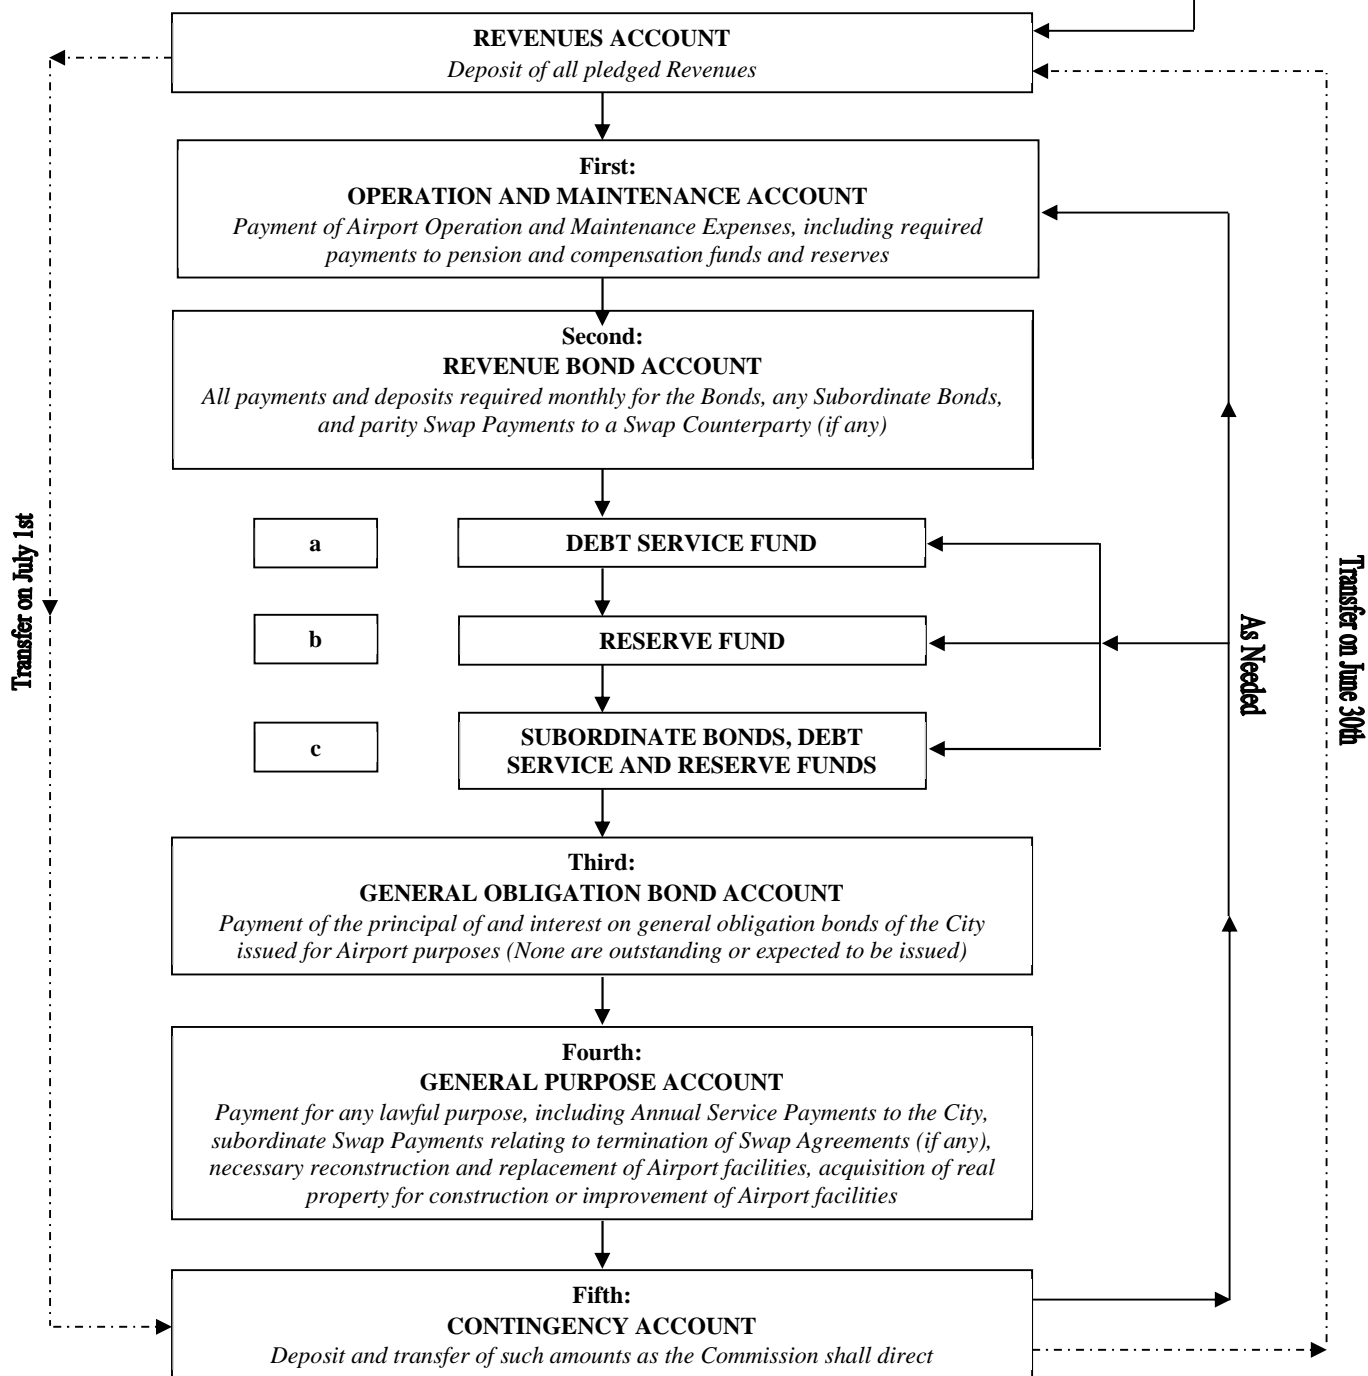 REVENUES ACCOUNT
Deposit of all pledged Revenues
First:
OPERATION AND MAINTENANCE ACCOUNT
Payment of Airport Operation and Maintenance Expenses, including required
payments to pension and compensation funds and reserves
Second:
REVENUE BOND ACCOUNT
All payments and deposits required monthly for the Bonds, any Subordinate Bonds,
and parity Swap Payments to a Swap Counterparty (if any)
Transfer on July 1st
a
DEBT SERVICE FUND
b
RESERVE FUND
c
SUBORDINATE BONDS, DEBT
SERVICE AND RESERVE FUNDS
As Needed
Transfer on June 30th
Third:
GENERAL OBLIGATION BOND ACCOUNT
Payment of the principal of and interest on general obligation bonds of the City
issued for Airport purposes (None are outstanding or expected to be issued)
Fourth:
GENERAL PURPOSE ACCOUNT
Payment for any lawful purpose, including Annual Service Payments to the City,
subordinate Swap Payments relating to termination of Swap Agreements (if any),
necessary reconstruction and replacement of Airport facilities, acquisition of real
property for construction or improvement of Airport facilities
Fifth:
CONTINGENCY ACCOUNT
Deposit and transfer of such amounts as the Commission shall direct